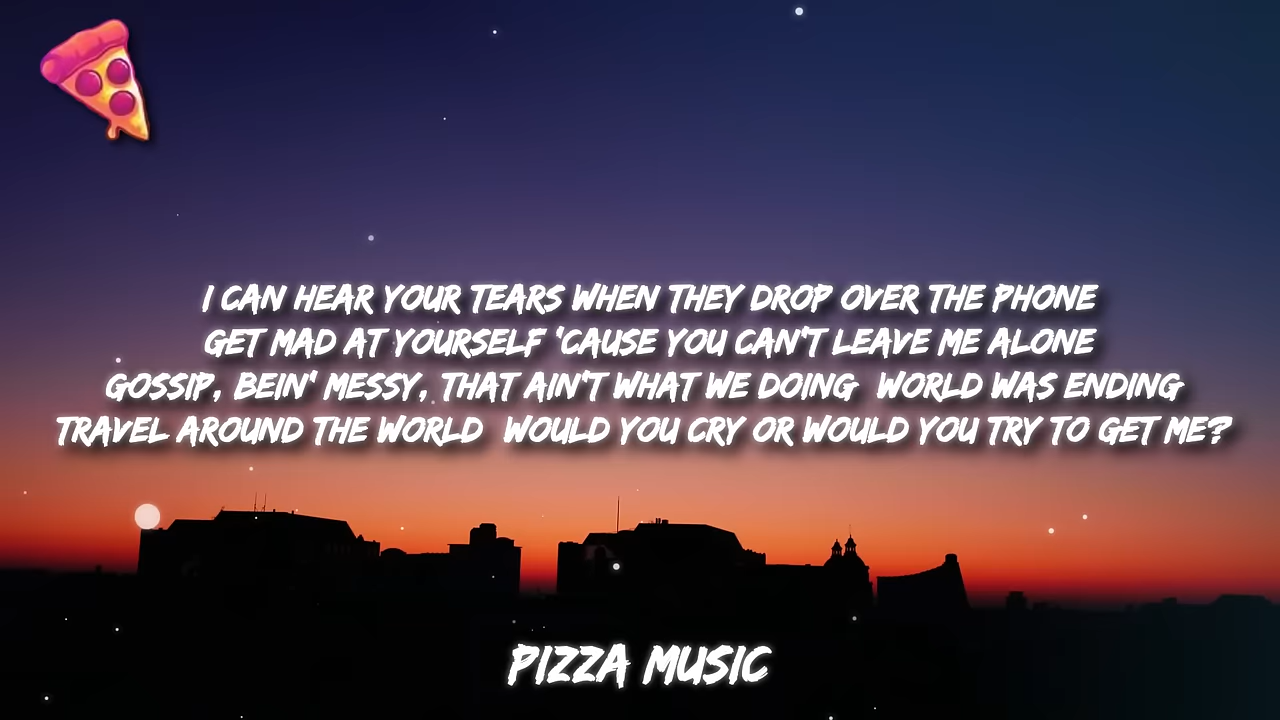 I CAN HEAR YOUR TEARS WHEN THEY DROP OVER THE PHONE
GET MAD AT YOURSELF 'CAUSE YOU CAN'T LEAVE ME ALONE
GOSSIP, BEIN' MESSY, THAT AIN'T WHAT WE DOING WORLD WAS ENDING
TRAVEL AROUND THE WORLD WOULD YOU CRY OR WOULD YOU TRY TO GET ME?
PIZZA MUSIC